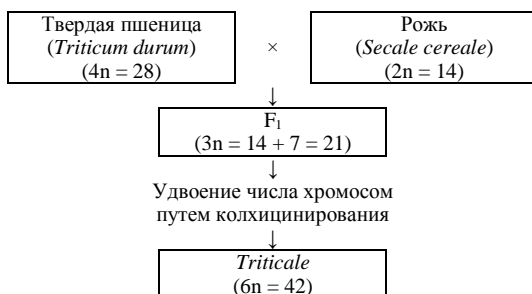 Твердая пшеница
(Triticum durum)
(4n = 28)
×
Рожь
(Secale cereale)
(2n = 14)
↓
F₁
(3n = 14 + 7 = 21)
↓
Удвоение числа хромосом
путем колхицинирования
↓
Triticale
(6n = 42)